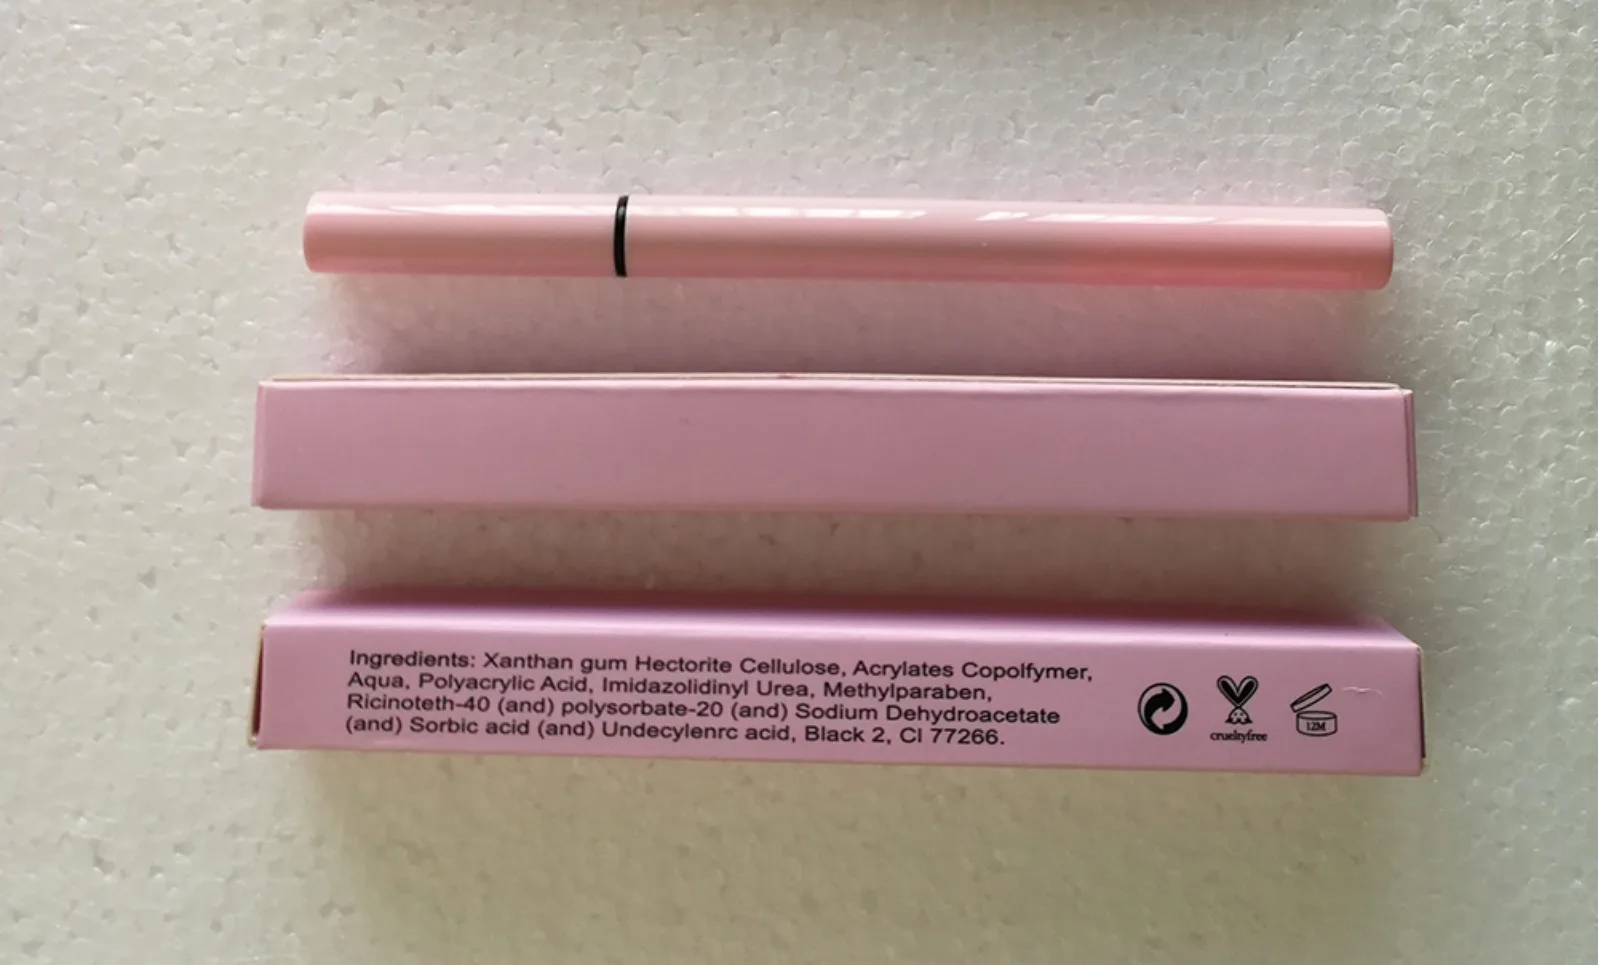 Ingredients: Xanthan gum Hectorite Cellulose, Acrylates Copolfymer,
Aqua, Polyacrylic Acid, Imidazolidinyl Urea, Methylparaben,
Ricinoteth-40 (and) polysorbate-20 (and) Sodium Dehydroacetate
(and) Sorbic acid (and) Undecylenrc acid, Black 2, CI 77266.
crueltyfree
12M